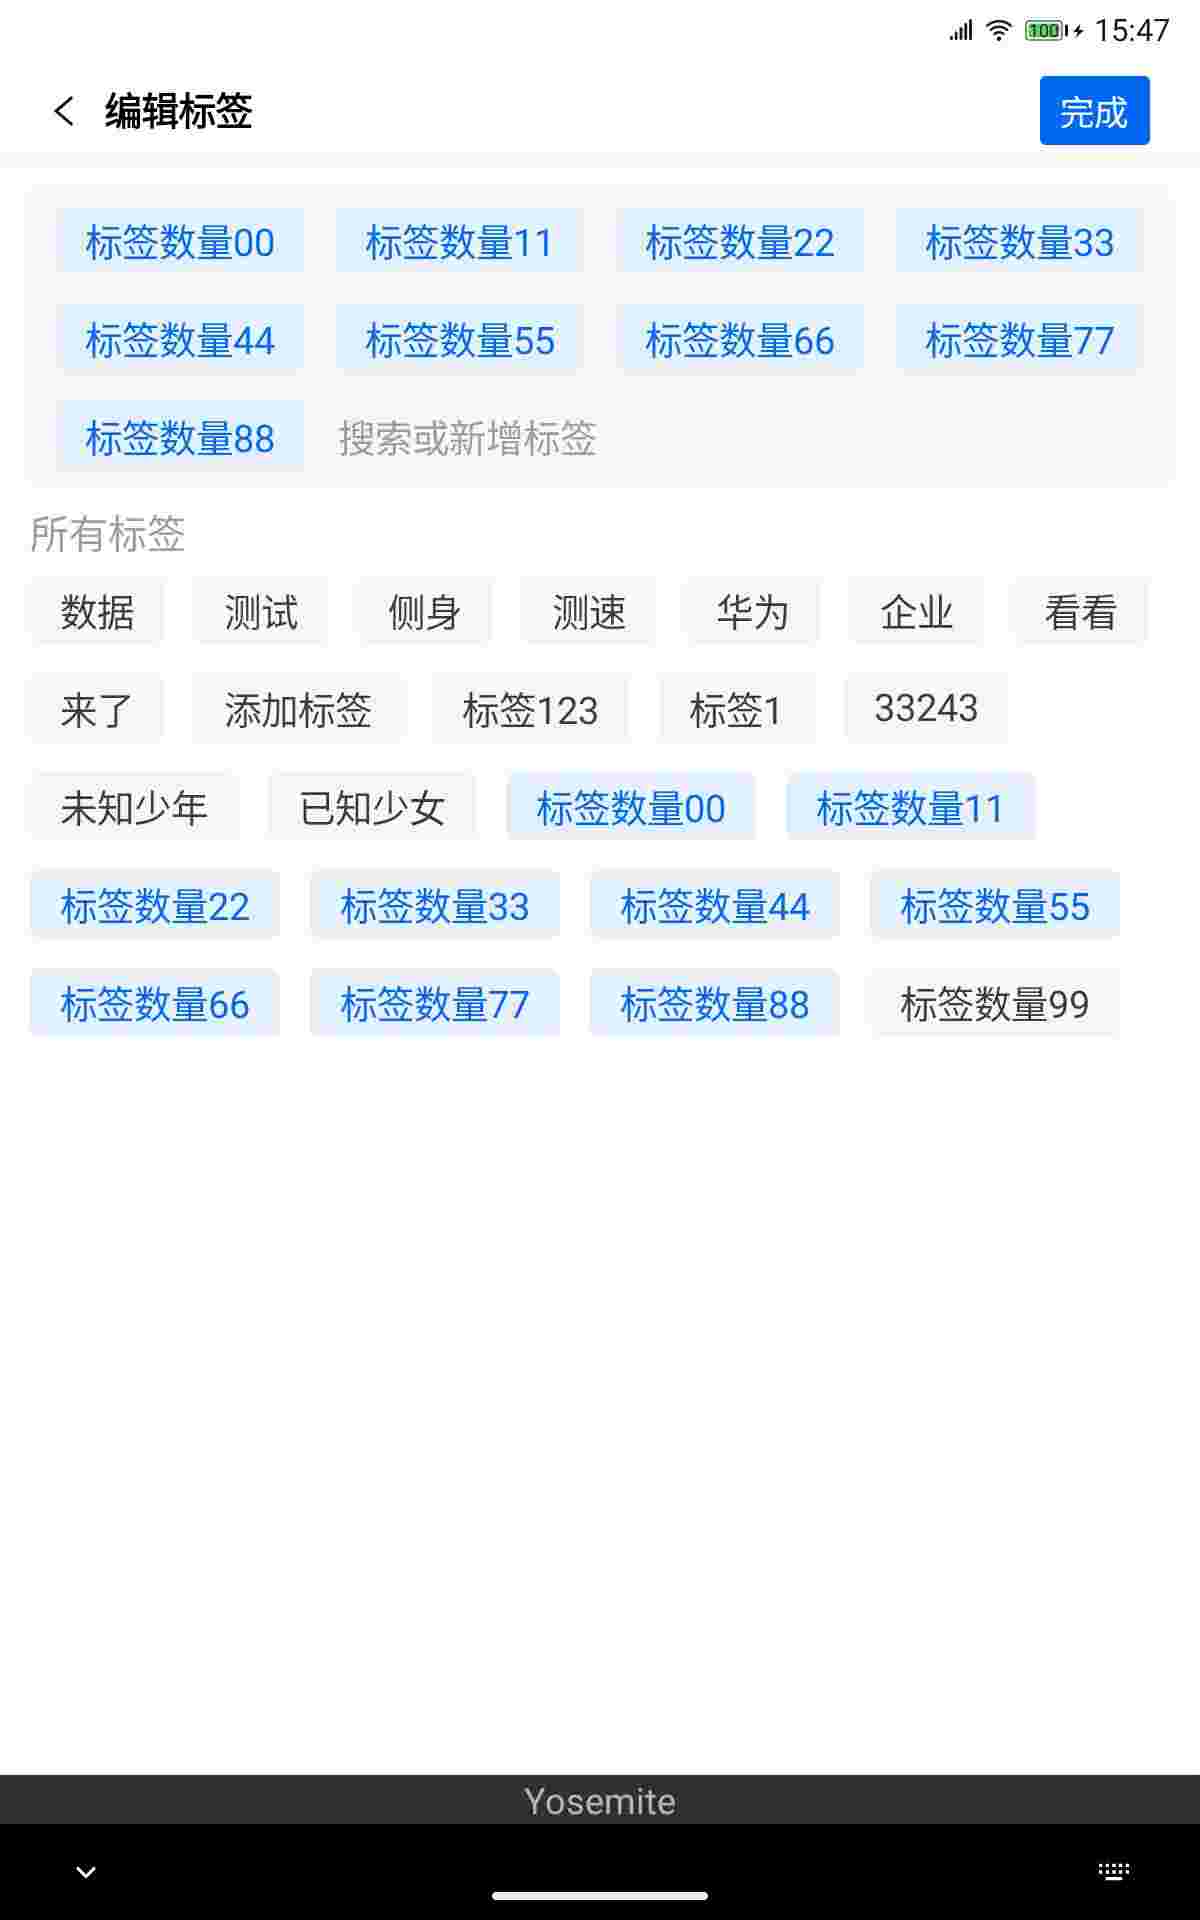 100 15:47
编辑标签 完成
标签数量00 标签数量11 标签数量22 标签数量33
标签数量44 标签数量55 标签数量66 标签数量77
标签数量88 搜索或新增标签
所有标签
数据 测试 侧身 测速 华为 企业 看看
来了 添加标签 标签123 标签1 33243
未知少年 已知少女 标签数量00 标签数量11
标签数量22 标签数量33 标签数量44 标签数量55
标签数量66 标签数量77 标签数量88 标签数量99
Yosemite